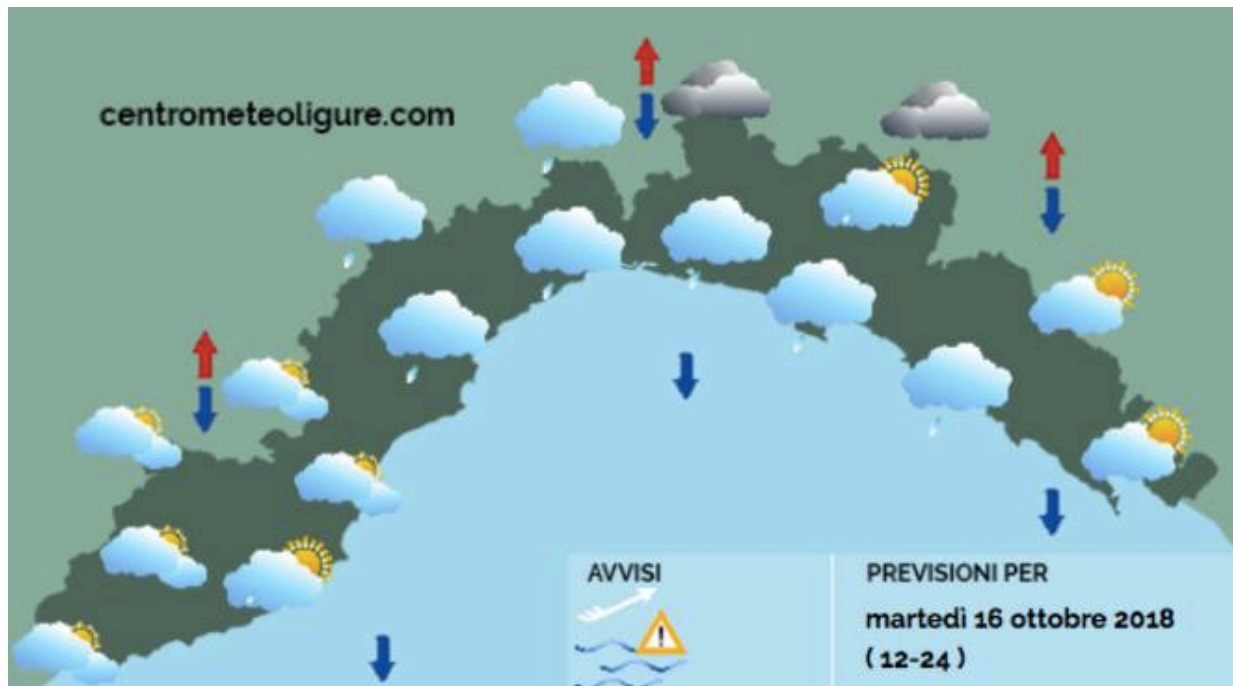 centrometeoligure.com
AVVISI
PREVISIONI PER
martedì 16 ottobre 2018
( 12-24 )